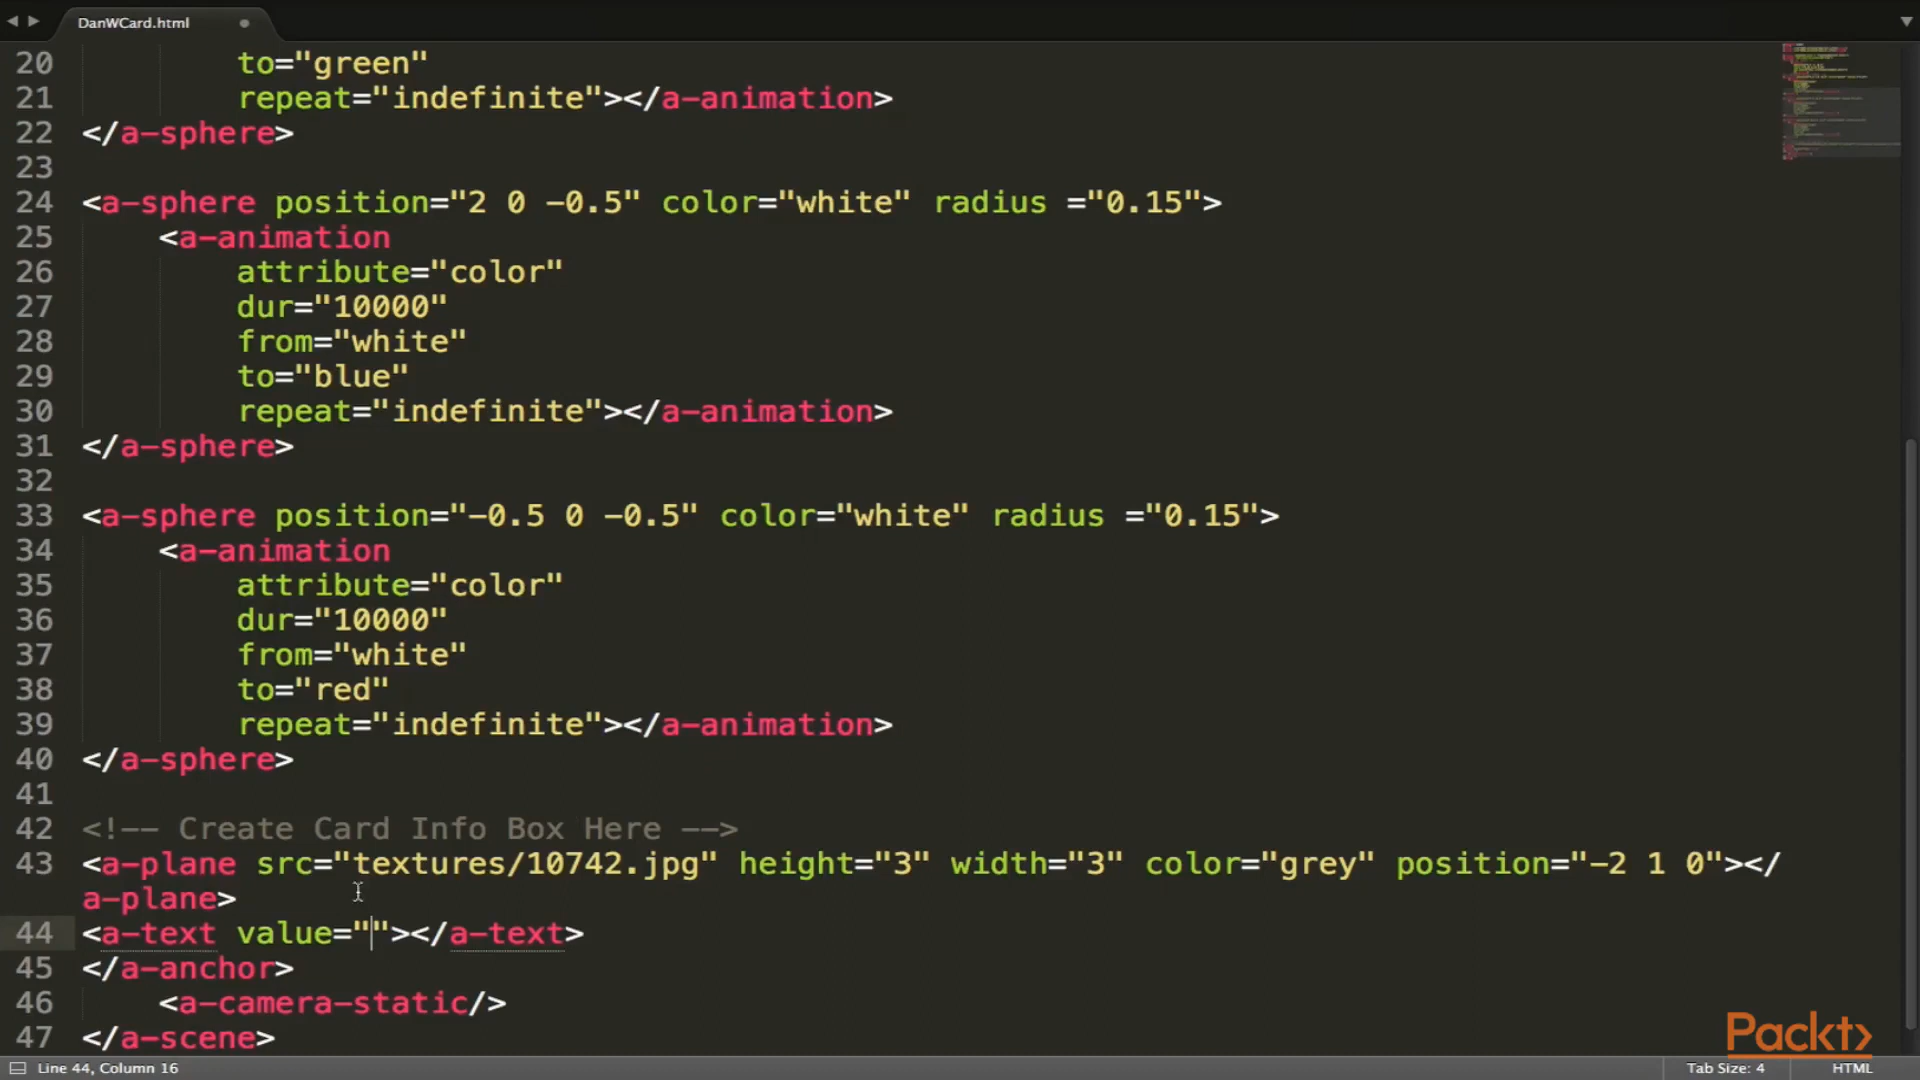 DanWCard.html
20 to="green"
21 repeat="indefinite"></a-animation>
22 </a-sphere>
23
24 <a-sphere position="2 0 -0.5" color="white" radius ="0.15">
25 <a-animation
26 attribute="color"
27 dur="10000"
28 from="white"
29 to="blue"
30 repeat="indefinite"></a-animation>
31 </a-sphere>
32
33 <a-sphere position="-0.5 0 -0.5" color="white" radius ="0.15">
34 <a-animation
35 attribute="color"
36 dur="10000"
37 from="white"
38 to="red"
39 repeat="indefinite"></a-animation>
40 </a-sphere>
41
42 <!-- Create Card Info Box Here -->
43 <a-plane src="textures/10742.jpg" height="3" width="3" color="grey" position="-2 1 0"></
a-plane>
44 <a-text value=""></a-text>
45 </a-anchor>
46 <a-camera-static/>
47 </a-scene>
Packt>
Line 44, Column 16
Tab Size: 4
HTML